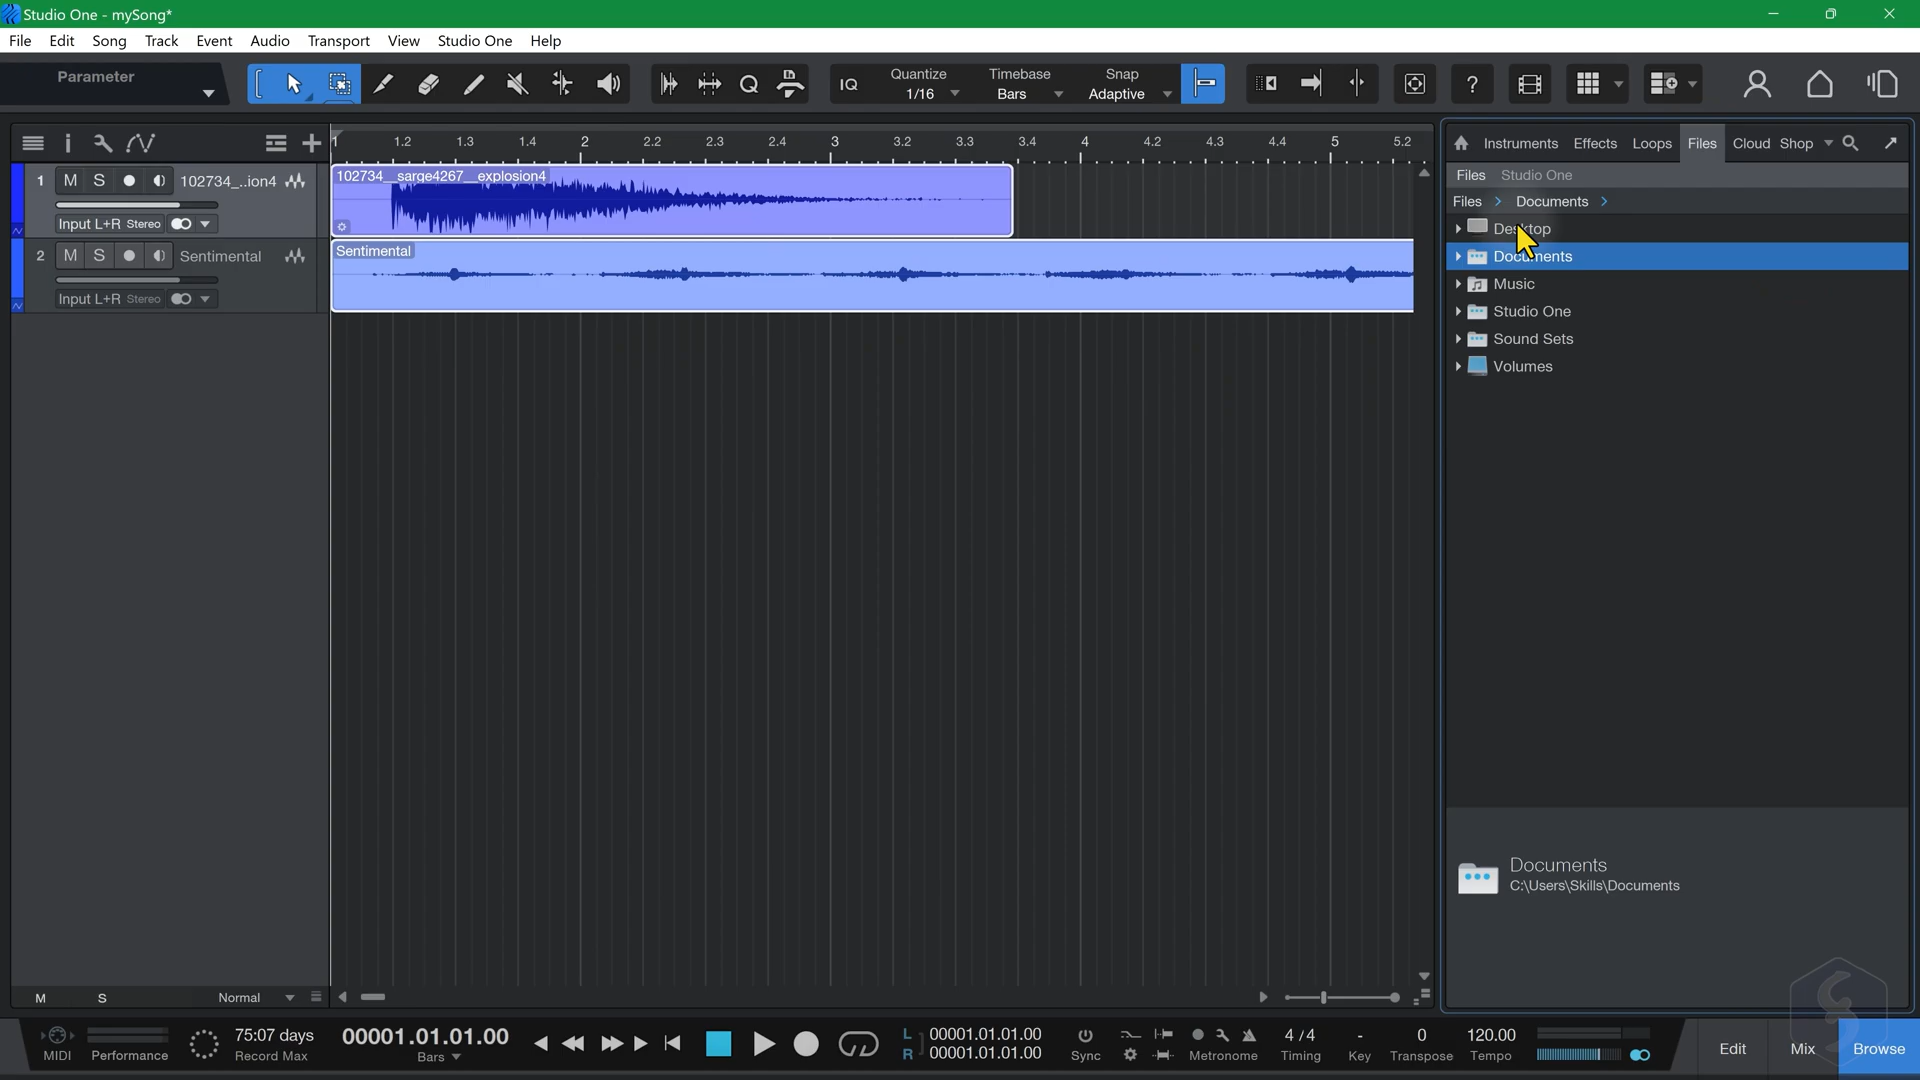 Studio One - mySong*
File Edit Song Track Event Audio Transport View Studio One Help
Parameter
IQ
Quantize
1/16
Timebase
Bars
Snap
Adaptive
?
1 1.2 1.3 1.4 2 2.2 2.3 2.4 3 3.2 3.3 3.4 4 4.2 4.3 4.4 5 5.2
Instruments Effects Loops Files Cloud Shop
1 M S 102734_..ion4
102734__sarge4267__explosion4
Input L+R Stereo
2 M S Sentimental
Sentimental
Input L+R Stereo
Files Studio One
Files > Documents >
Desktop
Documents
Music
Studio One
Sound Sets
Volumes
Documents
C:\Users\Skills\Documents
M S Normal
MIDI
Performance
75:07 days
Record Max
00001.01.01.00
Bars
L 00001.01.01.00
R 00001.01.01.00
Sync
Metronome
4 / 4
Timing
-
Key
0
Transpose
120.00
Tempo
Edit Mix Browse